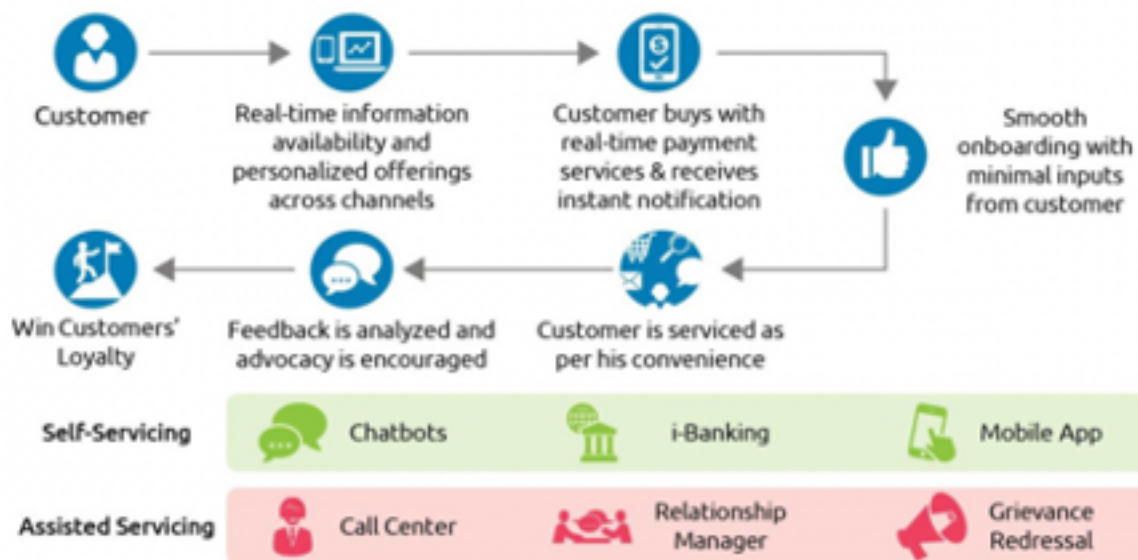 Customer
Real-time information
availability and
personalized offerings
across channels
Customer buys with
real-time payment
services & receives
instant notification
Smooth
onboarding with
minimal inputs
from customer
Win Customers'
Loyalty
Feedback is analyzed and
advocacy is encouraged
Customer is serviced as
per his convenience
Self-Servicing
Chatbots
i-Banking
Mobile App
Assisted Servicing
Call Center
Relationship
Manager
Grievance
Redressal